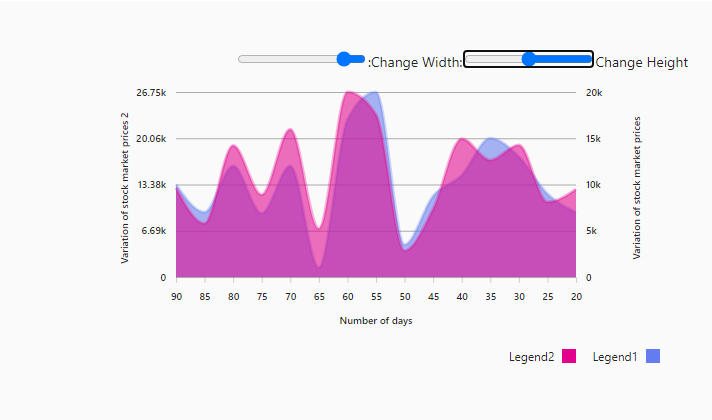 :Change Width: Change Height
26.75k
20.06k
13.38k
6.69k
0
Variation of stock market prices 2
20k
15k
10k
5k
0
Variation of stock market prices
90 85 80 75 70 65 60 55 50 45 40 35 30 25 20
Number of days
Legend2 Legend1